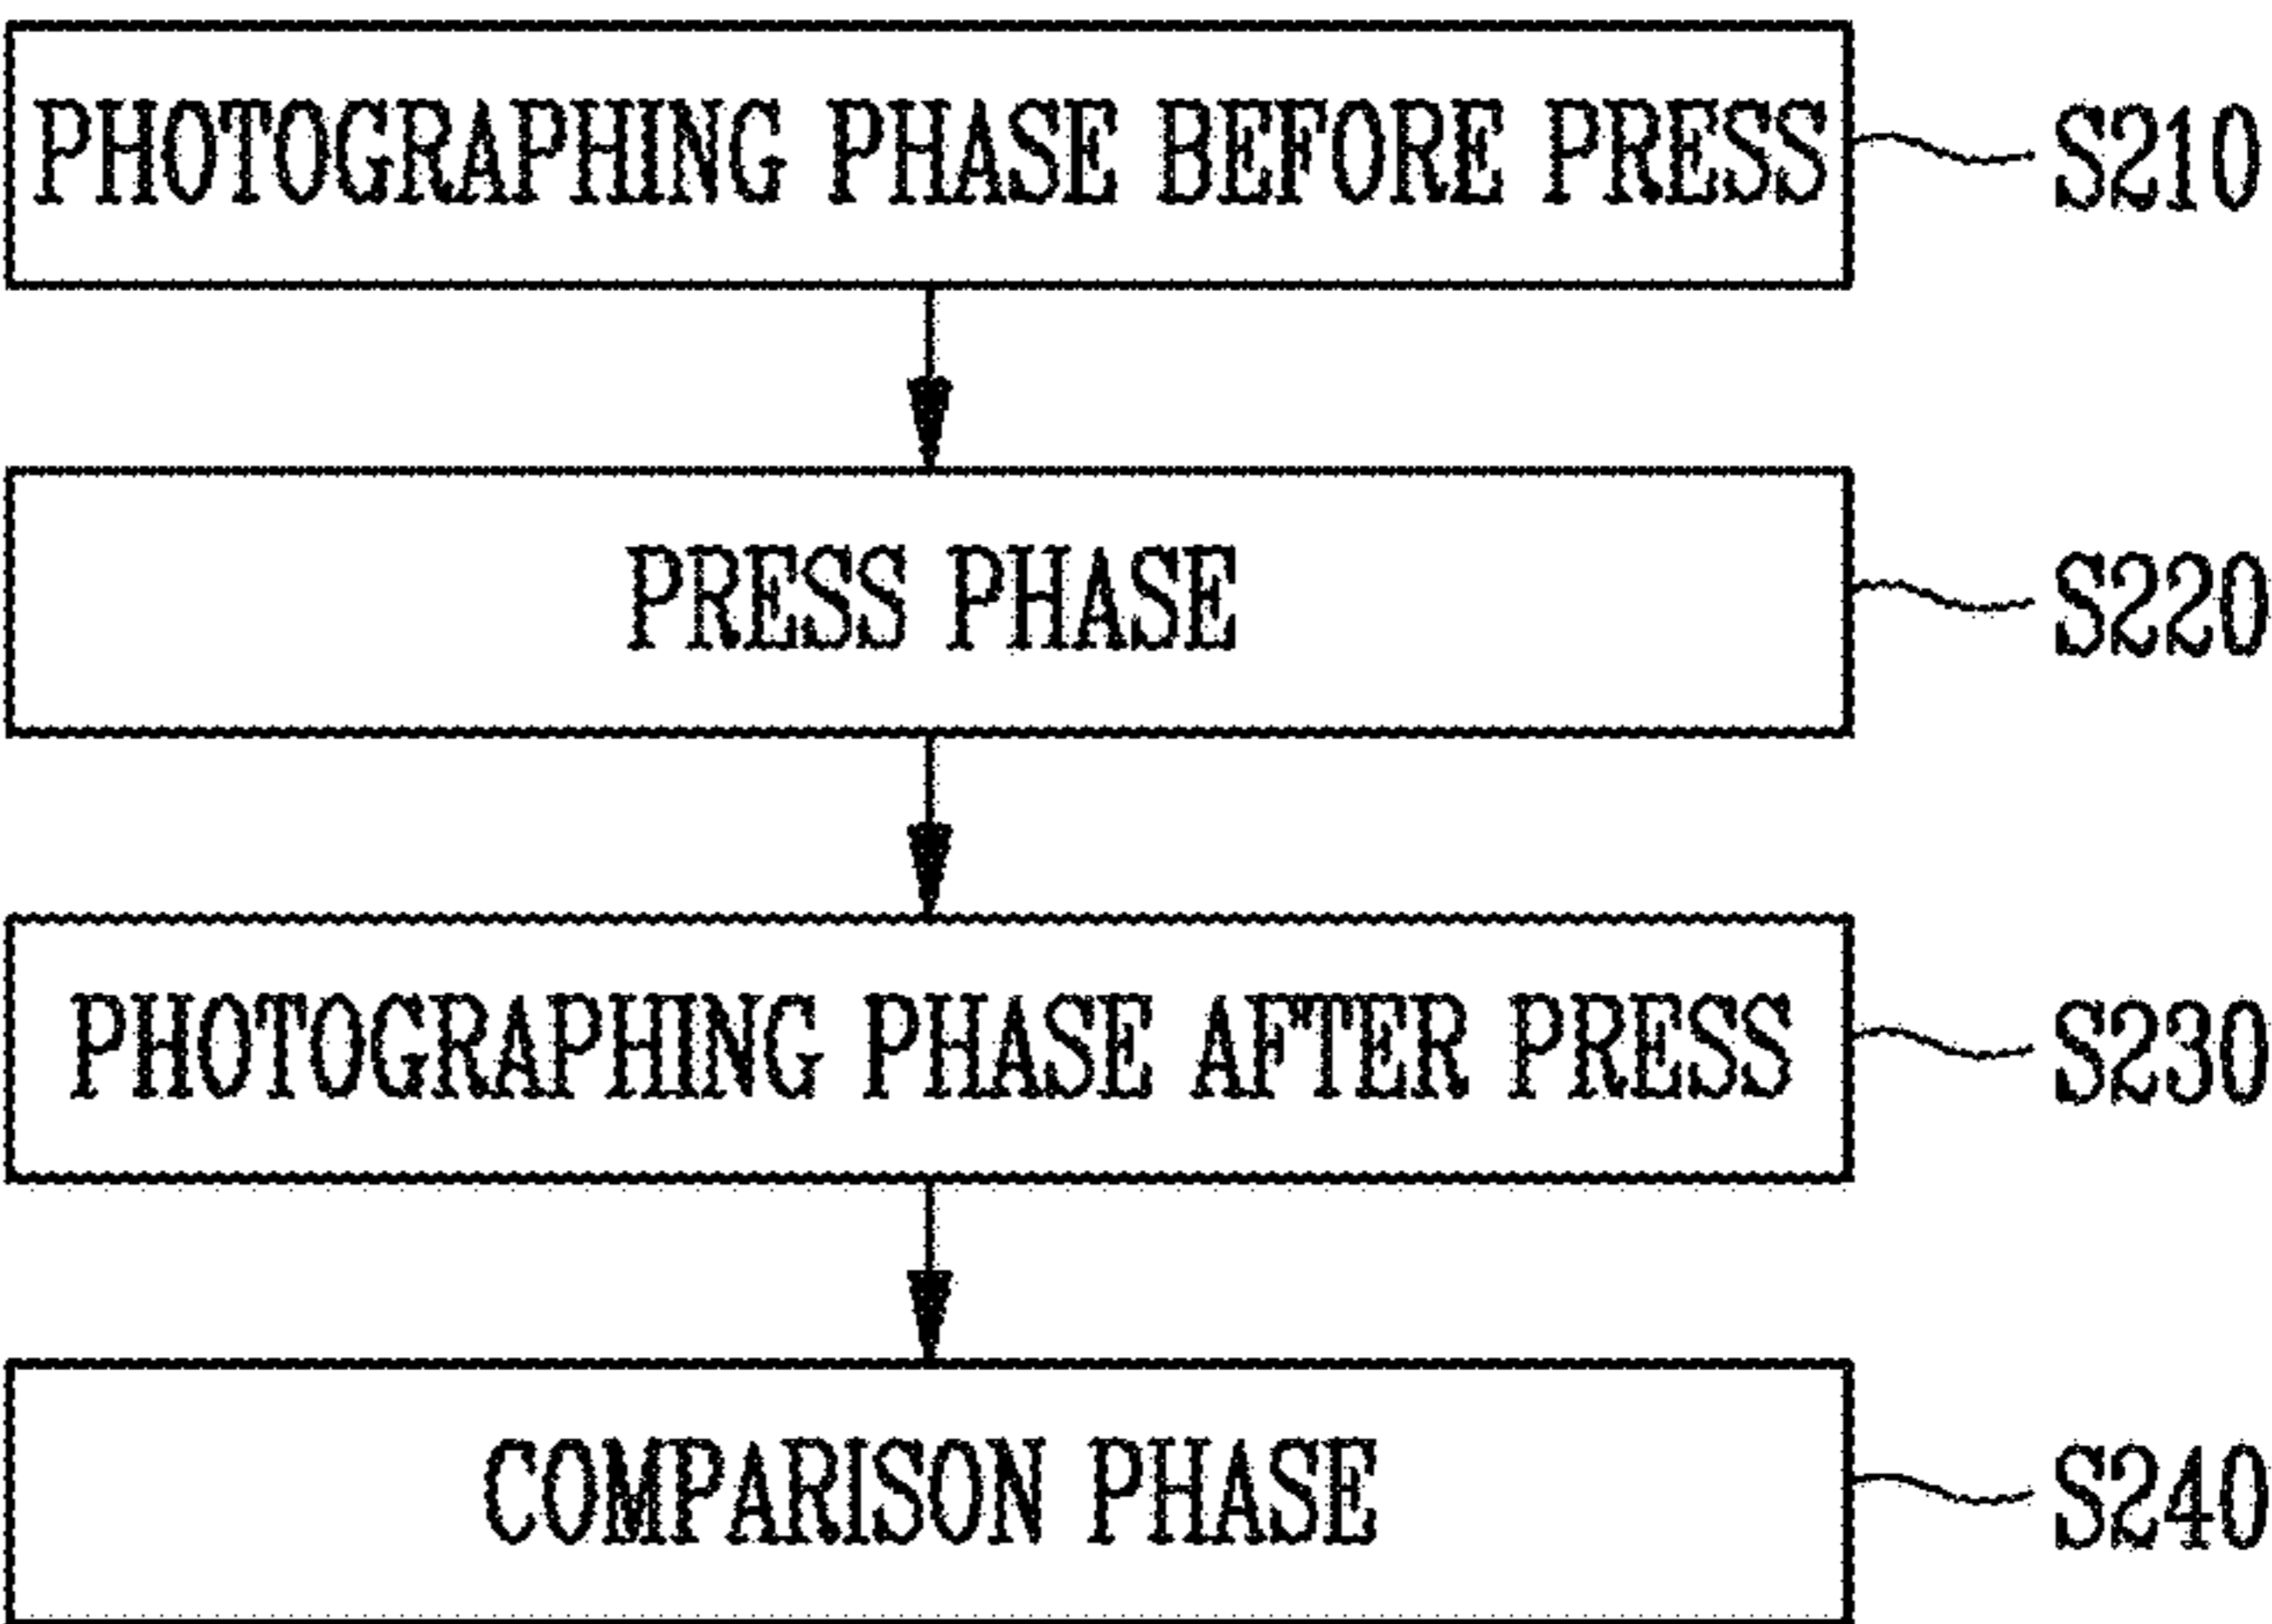 PHOTOGRAPHING PHASE BEFORE PRESS S210
PRESS PHASE S220
PHOTOGRAPHING PHASE AFTER PRESS S230
COMPARISON PHASE S240